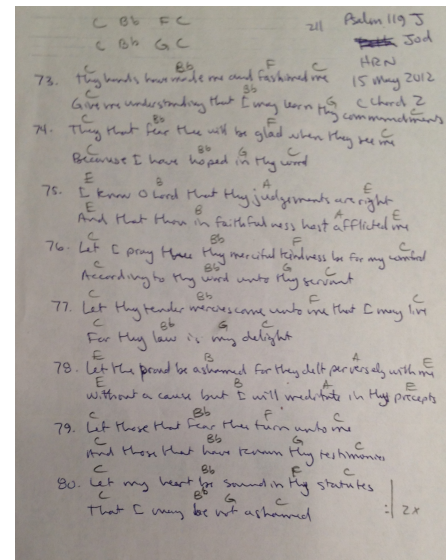 C Bb F C 211 Psalm 119 J
C Bb G C Jod
HRN
C Bb F C
73. Thy hands have made me and fashioned me 15 May 2012
C Bb G C Chord 2
Give me understanding that I may learn thy commandments
C Bb F C
74. They that fear thee will be glad when they see me
C Bb G C
Because I have hoped in thy word
E B A E
75. I know O Lord that thy judgements are right
E B A E
And that thou in faithfulness hast afflicted me
C Bb F C
76. Let I pray thee thy merciful kindness be for my comfort
C Bb G C
According to thy word unto thy servant
C Bb F C
77. Let thy tender mercies come unto me that I may live
C Bb G C
For thy law is my delight
E B A E
78. Let the proud be ashamed for they delt perversely with me
E B A E
Without a cause but I will meditate in thy precepts
C Bb F C
79. Let those that fear thee turn unto me
C Bb G C
And those that have known thy testimonies
C Bb F C
80. Let my heart be sound in thy statutes
C Bb G C
That I may be not ashamed :| 2x